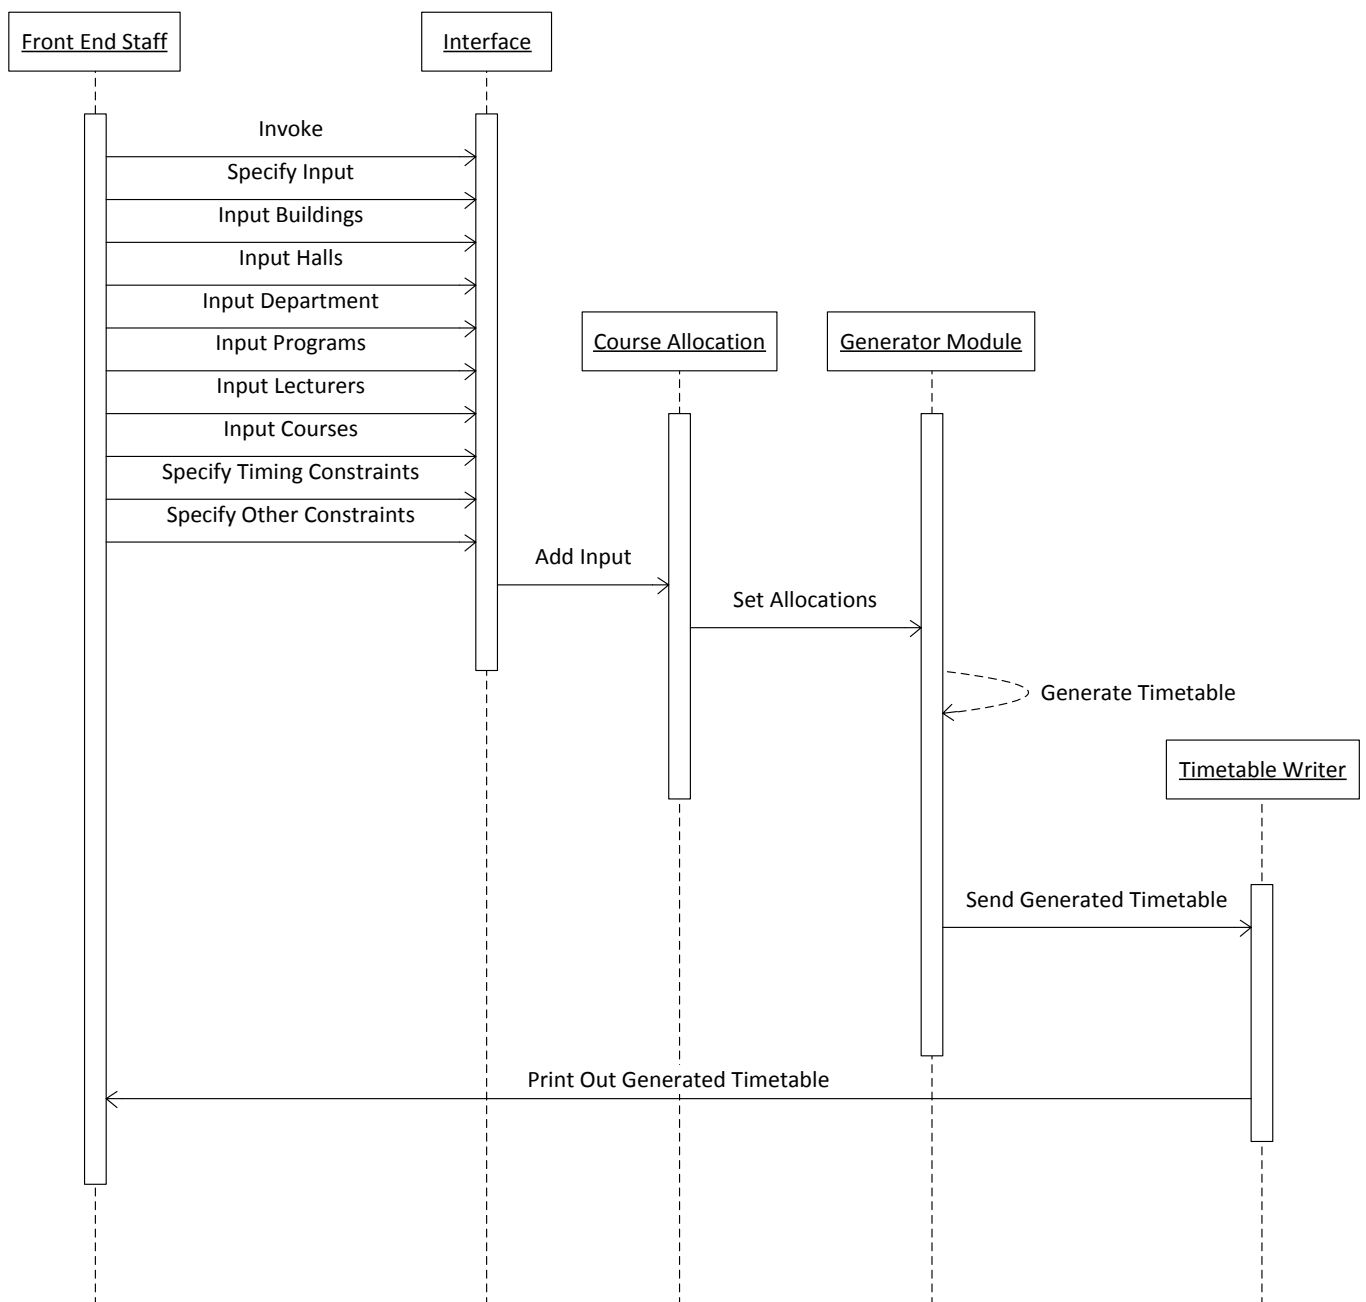 Front End Staff
Interface
Invoke
Specify Input
Input Buildings
Input Halls
Input Department
Input Programs
Input Lecturers
Input Courses
Specify Timing Constraints
Specify Other Constraints
Course Allocation
Generator Module
Add Input
Set Allocations
Generate Timetable
Timetable Writer
Send Generated Timetable
Print Out Generated Timetable